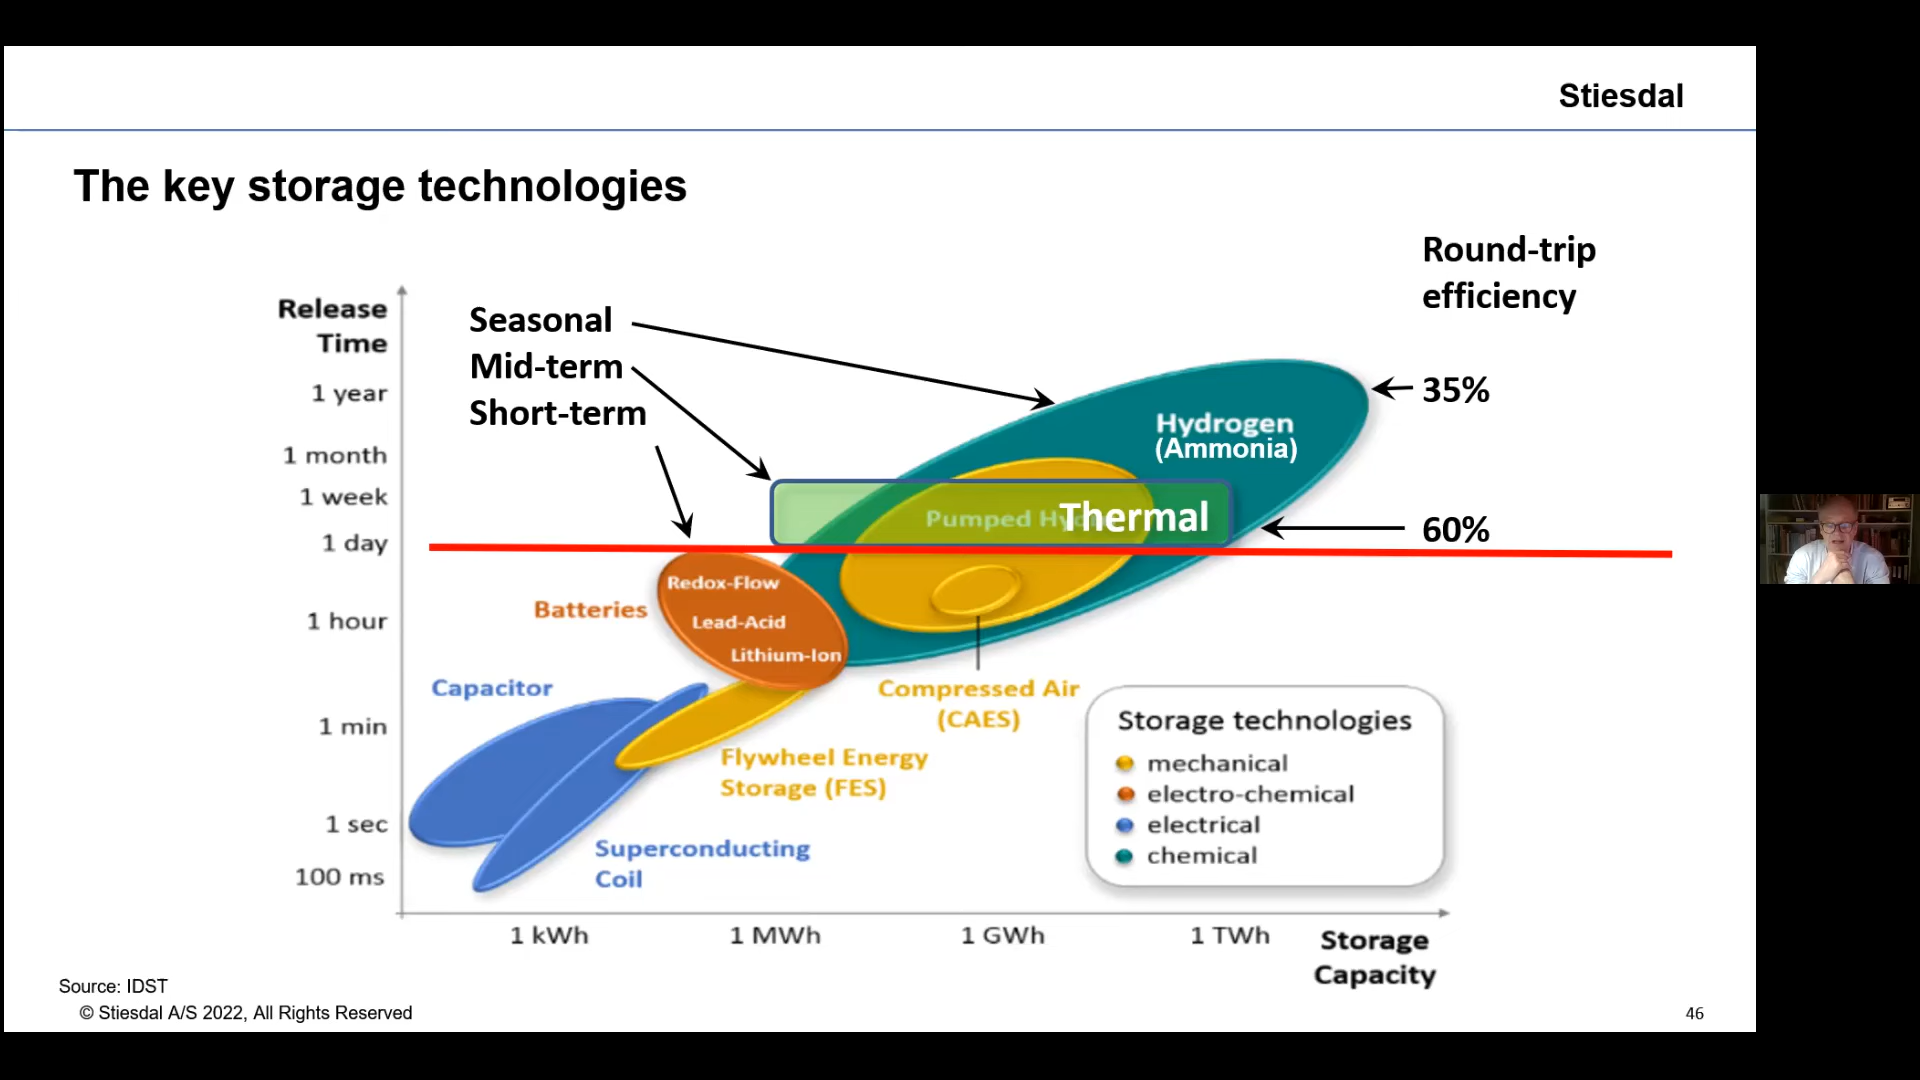 Stiesdal
The key storage technologies
Round-trip
efficiency
Release
Time
Seasonal
Mid-term
Short-term
1 year
1 month
1 week
1 day
1 hour
1 min
1 sec
100 ms
35%
60%
Hydrogen
(Ammonia)
Pumped Hydro
Thermal
Batteries
Redox-Flow
Lead-Acid
Lithium-Ion
Capacitor
Compressed Air
(CAES)
Flywheel Energy
Storage (FES)
Superconducting
Coil
Storage technologies
mechanical
electro-chemical
electrical
chemical
1 kWh
1 MWh
1 GWh
1 TWh
Storage
Capacity
Source: IDST
© Stiesdal A/S 2022, All Rights Reserved
46